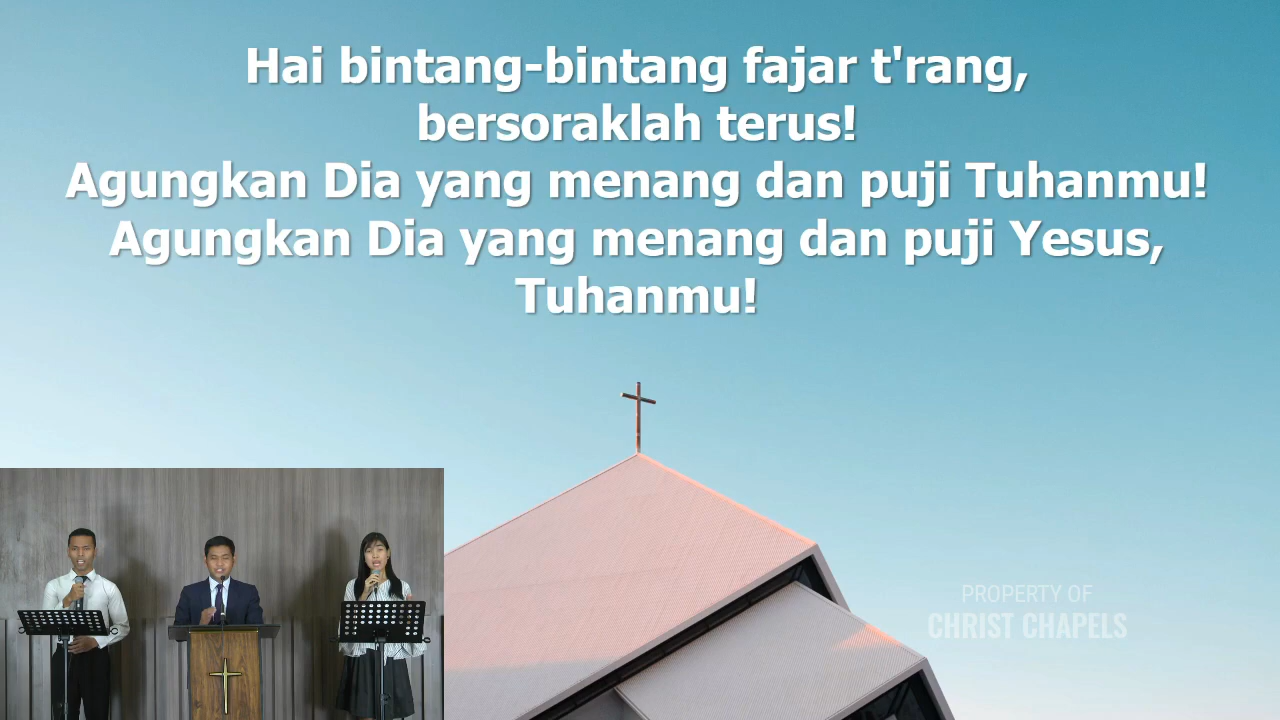 Hai bintang-bintang fajar t'rang,
bersoraklah terus!
Agungkan Dia yang menang dan puji Tuhanmu!
Agungkan Dia yang menang dan puji Yesus,
Tuhanmu!
PROPERTY OF
CHRIST CHAPELS